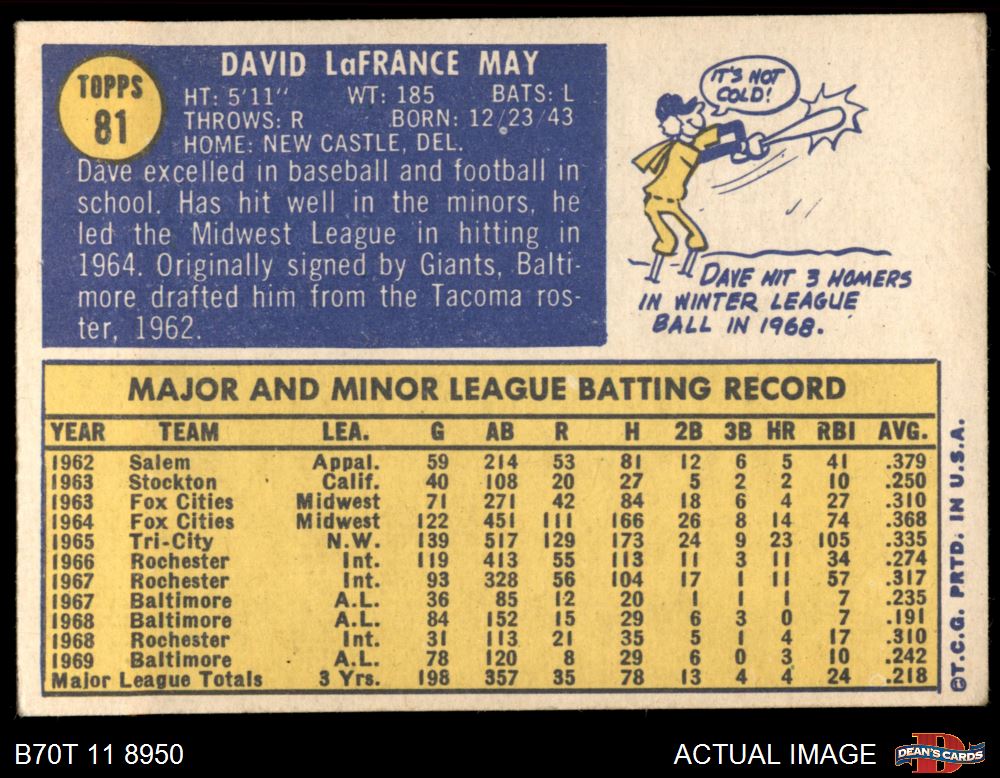 TOPPS
81
DAVID LaFRANCE MAY
HT: 5'11" WT: 185 BATS: L
THROWS: R BORN: 12/23/43
HOME: NEW CASTLE, DEL.
Dave excelled in baseball and football in
school. Has hit well in the minors, he
led the Midwest League in hitting in
1964. Originally signed by Giants, Balti-
more drafted him from the Tacoma ros-
ter, 1962.
IT'S NOT
COLD!
DAVE HIT 3 HOMERS
IN WINTER LEAGUE
BALL IN 1968.
MAJOR AND MINOR LEAGUE BATTING RECORD
YEAR TEAM LEA. G AB R H 2B 3B HR RBI AVG.
1962 Salem Appal. 59 214 53 81 12 6 5 41 .379
1963 Stockton Calif. 40 108 20 27 5 2 2 10 .250
1963 Fox Cities Midwest 71 271 42 84 18 6 4 27 .310
1964 Fox Cities Midwest 122 451 111 166 26 8 14 74 .368
1965 Tri-City N.W. 139 517 129 173 24 9 23 105 .335
1966 Rochester Int. 119 413 55 113 11 3 11 34 .274
1967 Rochester Int. 93 328 56 104 17 1 11 57 .317
1967 Baltimore A.L. 36 85 12 20 1 1 1 7 .235
1968 Baltimore A.L. 84 152 15 29 6 3 0 7 .191
1968 Rochester Int. 31 113 21 35 5 1 4 17 .310
1969 Baltimore A.L. 78 120 8 29 6 0 3 10 .242
Major League Totals 3 Yrs. 198 357 35 78 13 4 4 24 .218
©T.C.G. PRTD. IN U.S.A.
B70T 11 8950
ACTUAL IMAGE
DEAN'S CARDS